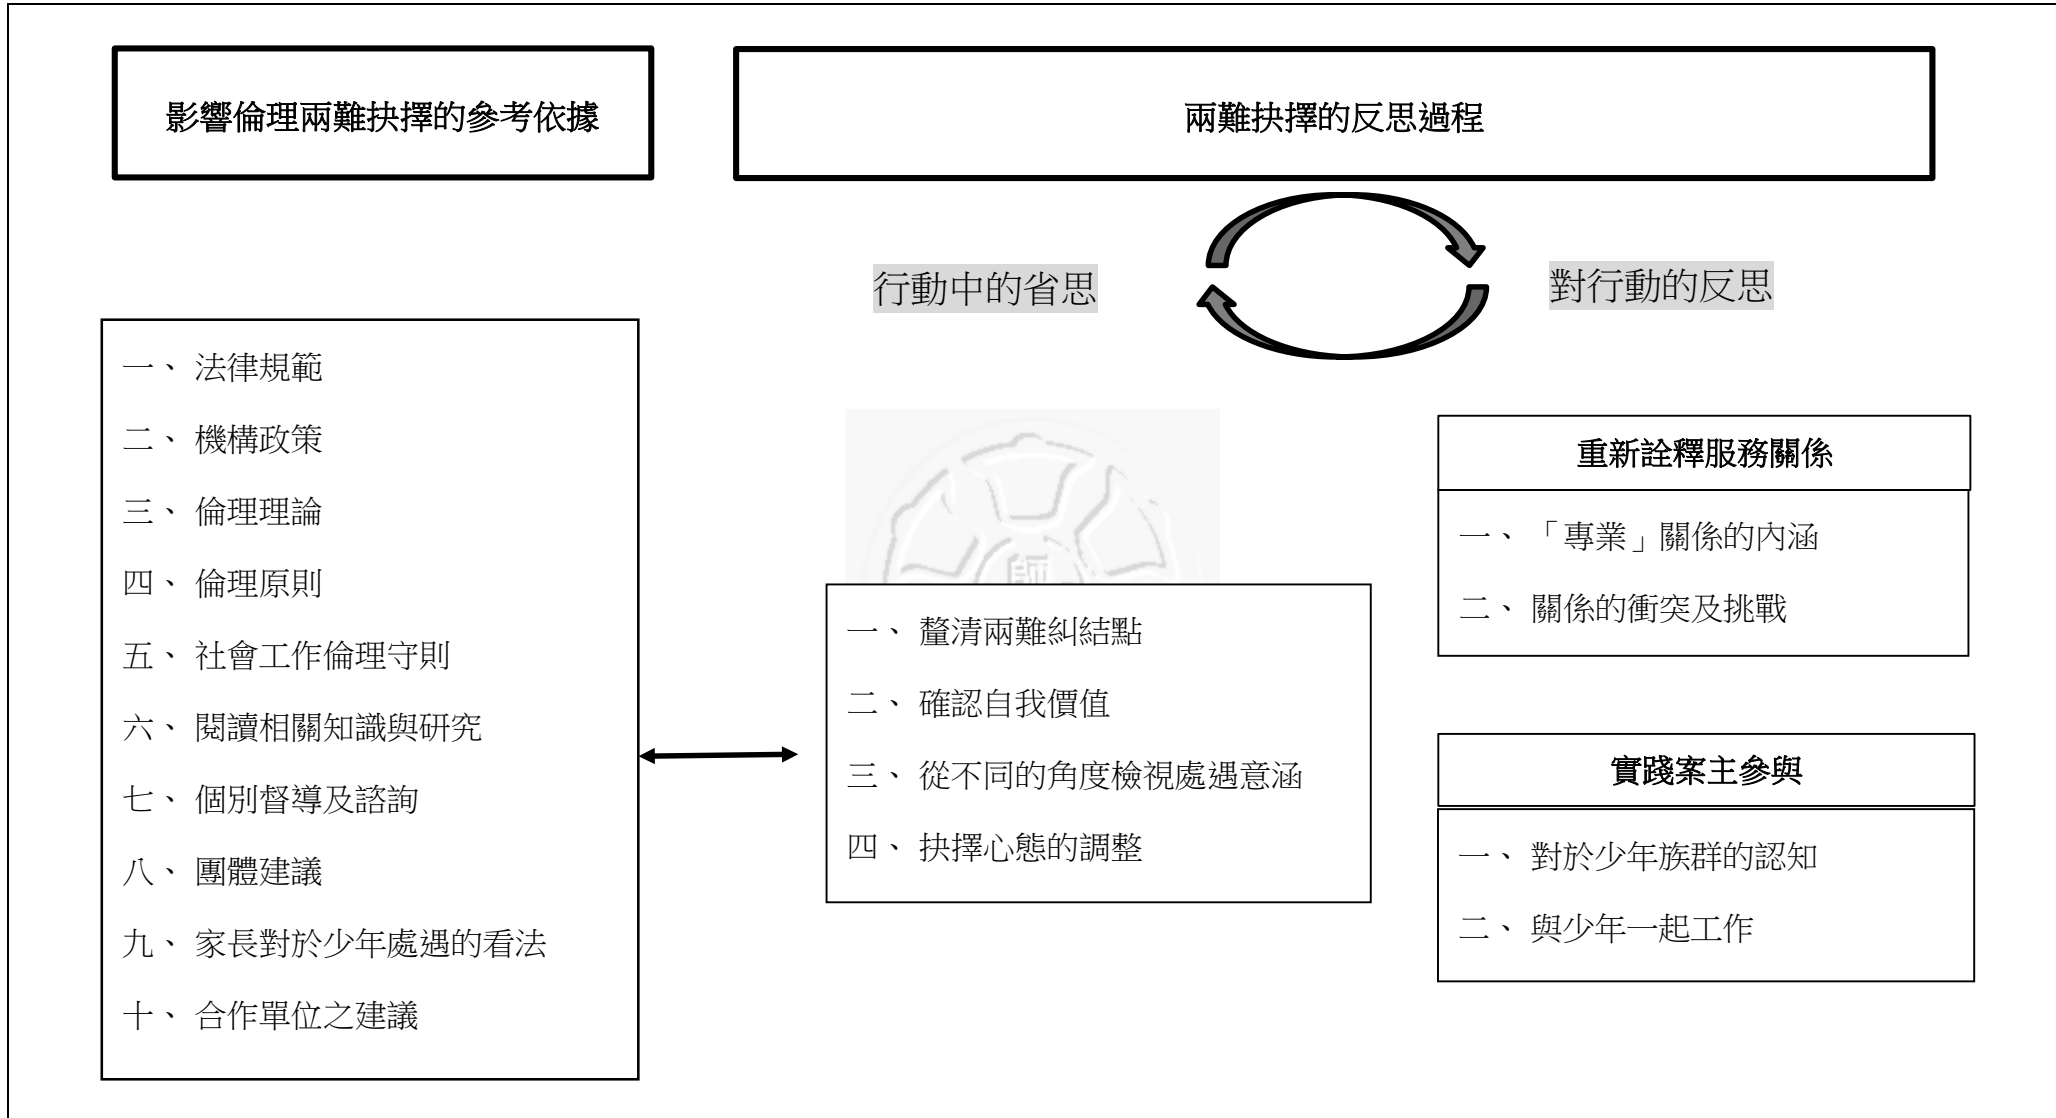 影響倫理兩難抉擇的參考依據
兩難抉擇的反思過程
行動中的省思
對行動的反思
一、 法律規範
二、 機構政策
三、 倫理理論
四、 倫理原則
五、 社會工作倫理守則
六、 閱讀相關知識與研究
七、 個別督導及諮詢
八、 團體建議
九、 家長對於少年處遇的看法
十、 合作單位之建議
師
一、 釐清兩難糾結點
二、 確認自我價值
三、 從不同的角度檢視處遇意涵
四、 抉擇心態的調整
重新詮釋服務關係
一、 「專業」關係的內涵
二、 關係的衝突及挑戰
實踐案主參與
一、 對於少年族群的認知
二、 與少年一起工作